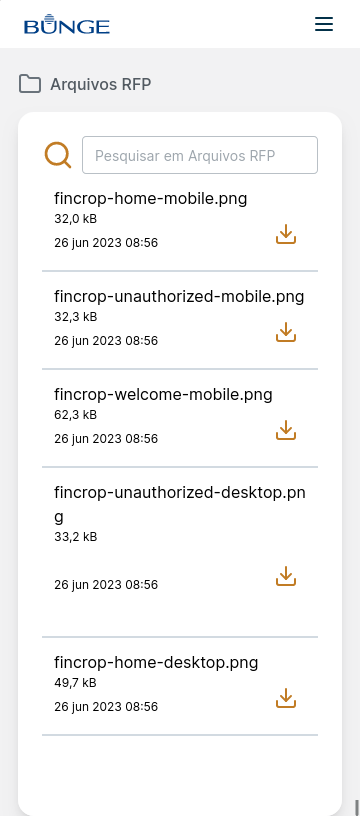 BUNGE
Arquivos RFP
Pesquisar em Arquivos RFP
fincrop-home-mobile.png
32,0 kB
26 jun 2023 08:56
fincrop-unauthorized-mobile.png
32,3 kB
26 jun 2023 08:56
fincrop-welcome-mobile.png
62,3 kB
26 jun 2023 08:56
fincrop-unauthorized-desktop.pn
g
33,2 kB
26 jun 2023 08:56
fincrop-home-desktop.png
49,7 kB
26 jun 2023 08:56